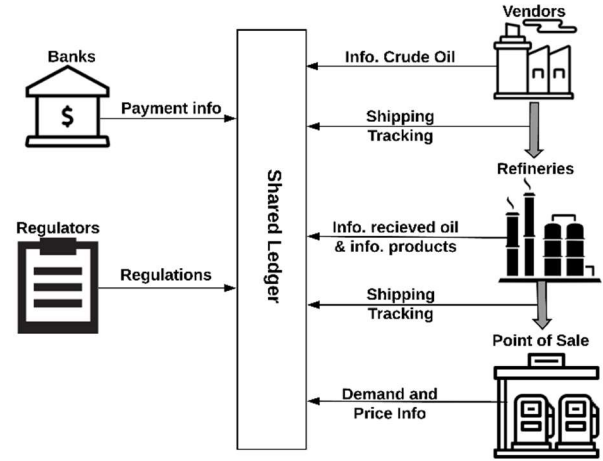 Vendors
Banks
Info. Crude Oil
$
Payment info
Shipping
Tracking
Refineries
Shared Ledger
Regulators
Info. recieved oil
& info. products
Regulations
Shipping
Tracking
Point of Sale
Demand and
Price Info